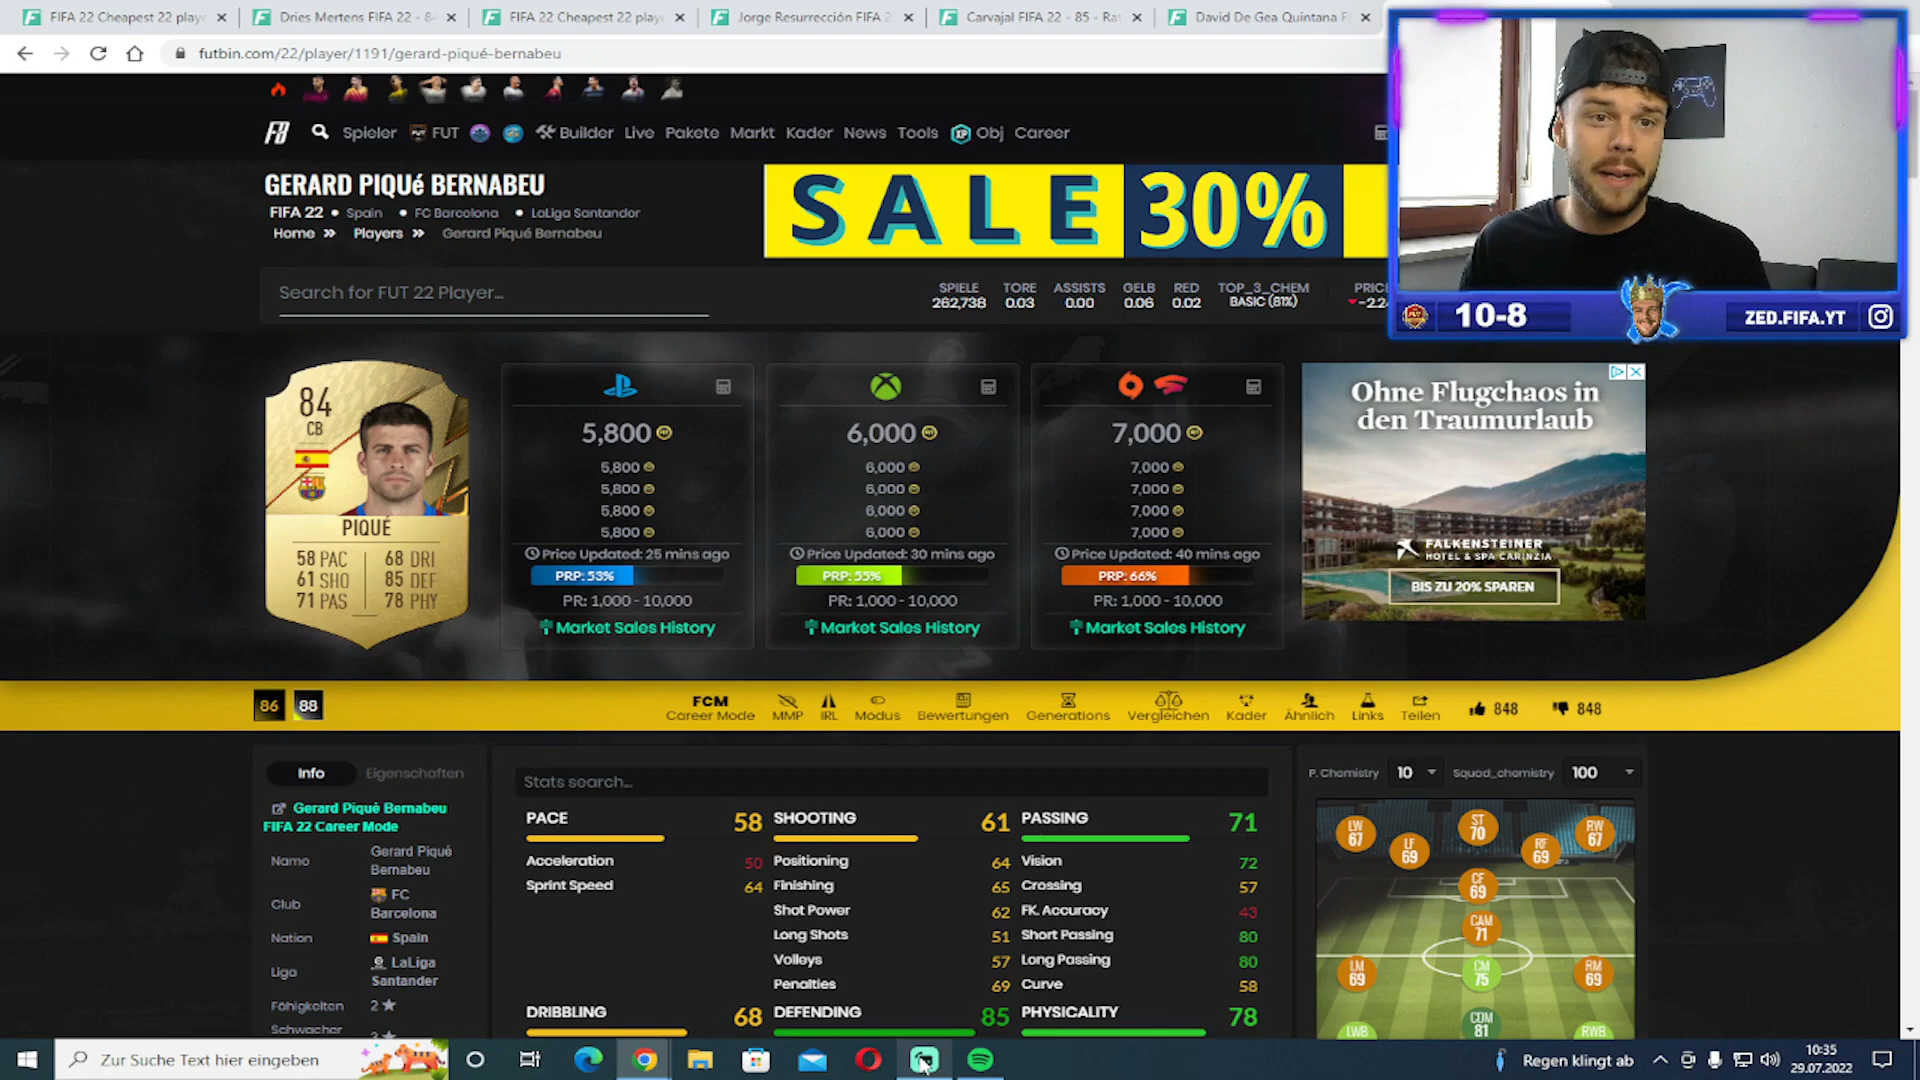 FIFA 22 Cheapest 22 playe
Dries Mertens FIFA 22 - 84
FIFA 22 Cheapest 22 playe
Jorge Resurrección FIFA 2
Carvajal FIFA 22 - 85 - Rat
David De Gea Quintana F
futbin.com/22/player/1191/gerard-piqué-bernabeu
Spieler FUT Builder Live Pakete Markt Kader News Tools XP Obj Career
GERARD PIQUé BERNABEU
FIFA 22 • Spain • FC Barcelona • LaLiga Santander
Home » Players » Gerard Piqué Bernabeu
SALE 30%
Search for FUT 22 Player...
SPIELE TORE ASSISTS GELB RED TOP_3_CHEM PRIC
262,738 0.03 0.00 0.06 0.02 BASIC (81%) -2.24
10-8
ZED.FIFA.YT
84
CB
PIQUÉ
58 PAC 68 DRI
61 SHO 85 DEF
71 PAS 78 PHY
5,800
5,800
5,800
5,800
5,800
Price Updated: 25 mins ago
PRP: 53%
PR: 1,000 - 10,000
Market Sales History
6,000
6,000
6,000
6,000
6,000
Price Updated: 30 mins ago
PRP: 55%
PR: 1,000 - 10,000
Market Sales History
7,000
7,000
7,000
7,000
7,000
Price Updated: 40 mins ago
PRP: 66%
PR: 1,000 - 10,000
Market Sales History
Ohne Flugchaos in
den Traumurlaub
FALKENSTEINER
HOTEL & SPA CARINZIA
BIS ZU 20% SPAREN
86 88
FCM
Career Mode MMP IRL Modus Bewertungen Generations Vergleichen Kader Ähnlich Links Teilen 848 848
Info Eigenschaften
Gerard Piqué Bernabeu
FIFA 22 Career Mode
Name Gerard Piqué
Bernabeu
Club FC
Barcelona
Nation Spain
Liga LaLiga
Santander
Fähigkeiten 2 ★
Schwacher
Stats search...
PACE 58
Acceleration 50
Sprint Speed 64
SHOOTING 61
Positioning 64
Finishing 65
Shot Power 62
Long Shots 51
Volleys 57
Penalties 69
PASSING 71
Vision 72
Crossing 57
FK. Accuracy 43
Short Passing 80
Long Passing 80
Curve 58
DRIBBLING 68
DEFENDING 85
PHYSICALITY 78
P. Chemistry 10 Squad_chemistry 100
LW
67
LF
69
ST
70
RF
69
RW
67
CF
69
CAM
71
LM
69
CM
75
RM
69
CDM
81
LWB
RWB
Zur Suche Text hier eingeben
Regen klingt ab
10:35
29.07.2022